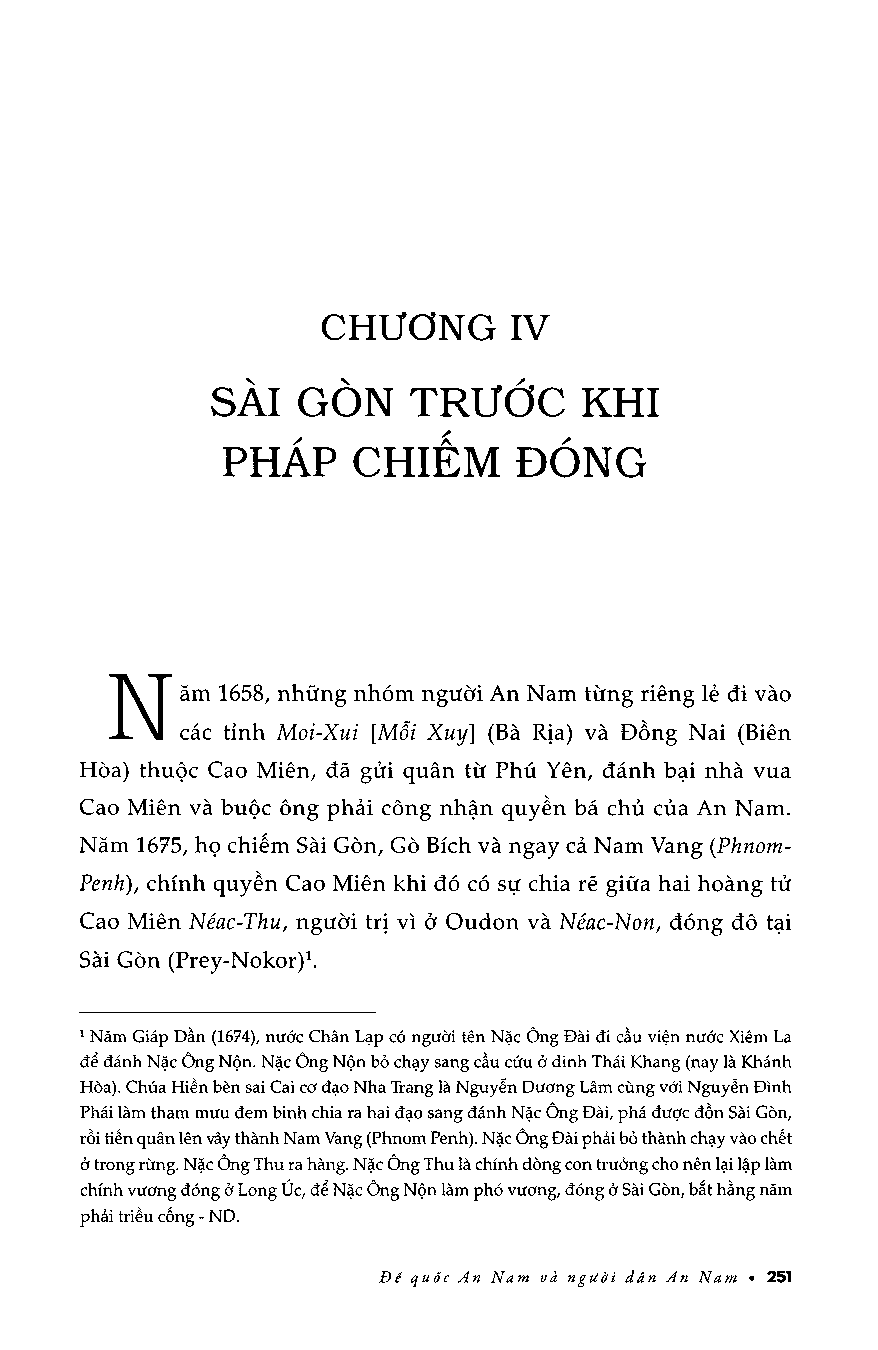 CHƯƠNG IV
SÀI GÒN TRƯỚC KHI
PHÁP CHIẾM ĐÓNG
Năm 1658, những nhóm người An Nam từng riêng lẻ đi vào
các tỉnh Moi-Xui [Mỗi Xuy] (Bà Rịa) và Đồng Nai (Biên
Hòa) thuộc Cao Miên, đã gửi quân từ Phú Yên, đánh bại nhà vua
Cao Miên và buộc ông phải công nhận quyền bá chủ của An Nam.
Năm 1675, họ chiếm Sài Gòn, Gò Bích và ngay cả Nam Vang (Phnom-
Penh), chính quyền Cao Miên khi đó có sự chia rẽ giữa hai hoàng tử
Cao Miên Néac-Thu, người trị vì ở Oudon và Néac-Non, đóng đô tại
Sài Gòn (Prey-Nokor)¹.
¹ Năm Giáp Dần (1674), nước Chân Lạp có người tên Nặc Ông Đài đi cầu viện nước Xiêm La
để đánh Nặc Ông Nộn. Nặc Ông Nộn bỏ chạy sang cầu cứu ở dinh Thái Khang (nay là Khánh
Hòa). Chúa Hiền bèn sai Cai cơ đạo Nha Trang là Nguyễn Dương Lâm cùng với Nguyễn Đình
Phái làm tham mưu đem binh chia ra hai đạo sang đánh Nặc Ông Đài, phá được đồn Sài Gòn,
rồi tiến quân lên vây thành Nam Vang (Phnom Penh). Nặc Ông Đài phải bỏ thành chạy vào chết
ở trong rừng. Nặc Ông Thu ra hàng. Nặc Ông Thu là chính dòng con trưởng cho nên lại lập làm
chính vương đóng ở Long Úc, để Nặc Ông Nộn làm phó vương, đóng ở Sài Gòn, bắt hằng năm
phải triều cống - ND.
Đế quốc An Nam và người dân An Nam • 251